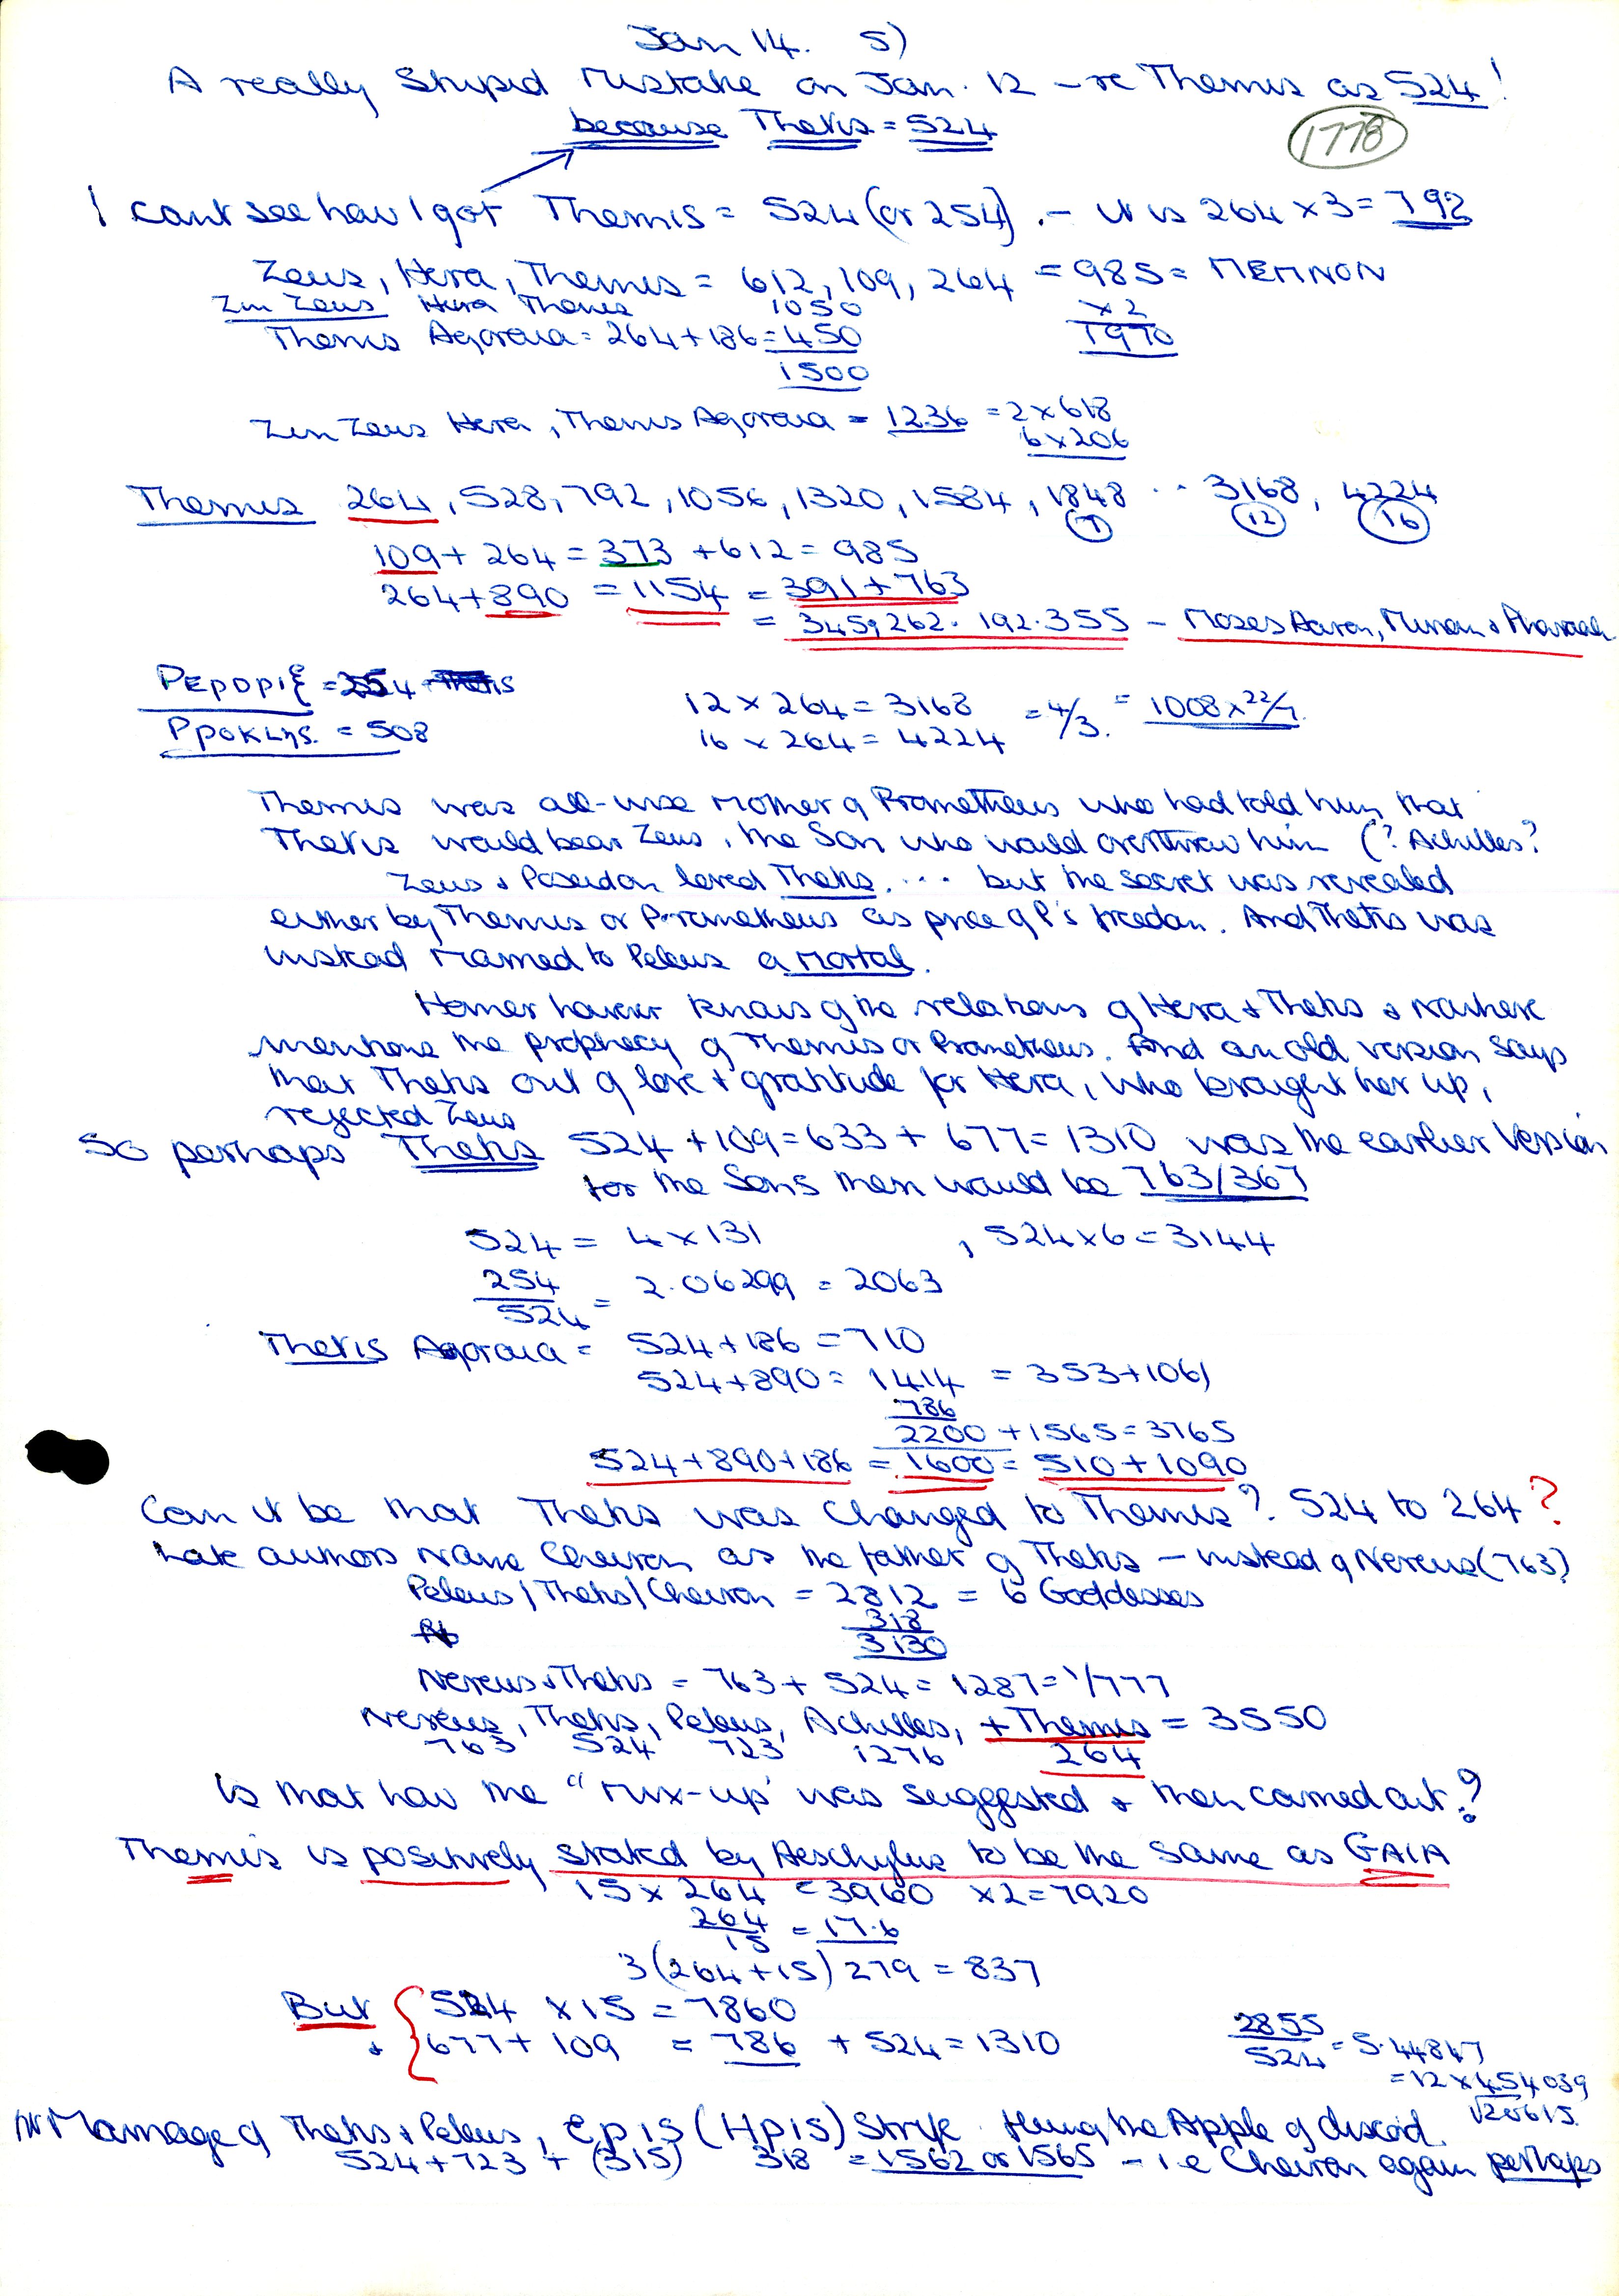 Jan 14. 5)
A really Stupid Mistake on Jan. 12 - re Themis as 524!
because Thetis = 524
1778
I cant see how I got Themis = 524 (or 254). - it is 264 x 3 = 792
Zeus, Hera, Themis = 612, 109, 264 = 985 = MEMNON
Zin Zeus Hera Themis 1050 x 2
Themis Agoraia = 264 + 186 = 450 1970
1500
Zin Zeus Hera, Themis Agoraia = 1236 = 2 x 618
6 x 206
Themis 264, 528, 792, 1056, 1320, 1584, 1848 .. 3168, 4224
7 12 16
109 + 264 = 373 + 612 = 985
264 + 890 = 1154 = 391 + 763
= 345, 262. 192. 355 - Moses Aaron, Miriam & Pharoah
= 254
= 508
12 x 264 = 3168 = 4/3. = 1008 x 22/7.
16 x 264 = 4224
Themis was all-wise Mother of Prometheus who had told him that
Thetis would bear Zeus, the Son who would overthrow him (? Achilles?
Zeus & Poseidon loved Thetis. ... but the secret was revealed
either by Themis or Prometheus as price of P's freedom. And Thetis was
instead married to Peleus a mortal.
Homer however knows of the relations of Hera & Thetis & nowhere
mentions the prophecy of Themis or Prometheus. And an old version says
that Thetis out of love & gratitude for Hera, who brought her up,
rejected Zeus
So perhaps Thetis 524 + 109 = 633 + 677 = 1310 was the earlier Version
for the Sons then would be 763/367
524 = 4 x 131 , 524 x 6 = 3144
254
524 = 2.06299 = 2063
Thetis Agoraia = 524 + 186 = 710
524 + 890 = 1414 = 353 + 1061
786
2200 + 1565 = 3765
524 + 890 + 186 = 1600 = 510 + 1090
Can it be that Thetis was changed to Themis? 524 to 264?
Late authors name Cheiron as the father of Thetis - instead of Nereus (763)
Peleus / Thetis / Cheiron = 2812 = 6 Goddesses
318
3130
Nereus & Thetis = 763 + 524 = 1287 = 1/777
Nereus, Thetis, Peleus, Achilles, + Themis = 3550
763 524 723 1276 264
Is that how the "mix-up" was suggested & then carried out?
Themis is positively stated by Aeschylus to be the same as GAIA
15 x 264 = 3960 x 2 = 7920
264
15 = 17.6
3 (264 + 15) 279 = 837
But 524 x 15 = 7860
& 677 + 109 = 786 + 524 = 1310
2855
524 = 5.44847
= 12 x 454039
√20615
Marriage of Thetis & Peleus, Epis (Hpis) Strife flung the Apple of discord.
524 + 723 + (315) 318 = 1562 or 1565 - i.e Cheiron again perhaps